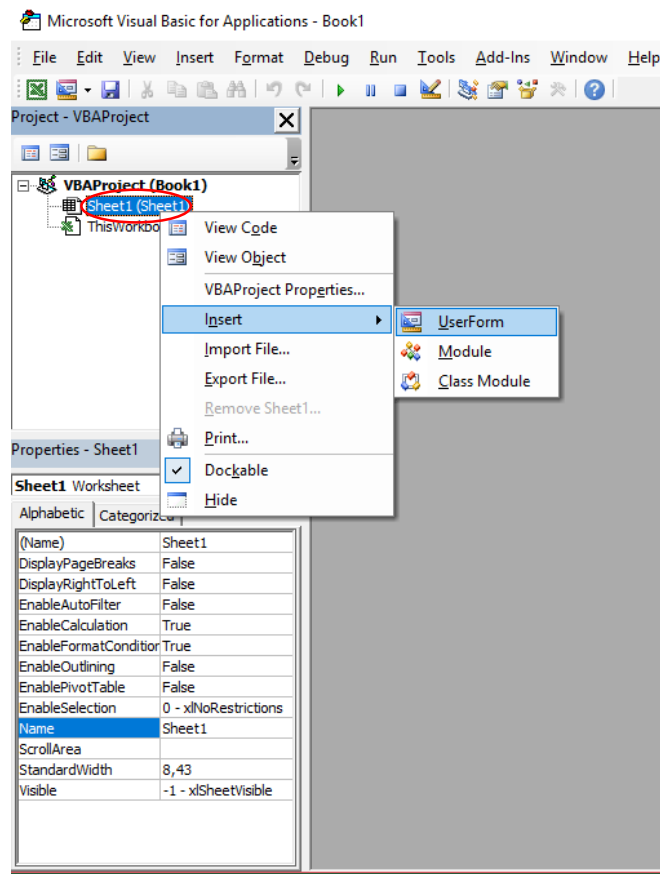 Microsoft Visual Basic for Applications - Book1
File Edit View Insert Format Debug Run Tools Add-Ins Window Help
Project - VBAProject
VBAProject (Book1)
Sheet1 (Sheet1)
ThisWorkbo
View Code
View Object
VBAProject Properties...
Insert
UserForm
Import File...
Module
Export File...
Class Module
Remove Sheet1...
Print...
Properties - Sheet1
Dockable
Sheet1 Worksheet
Hide
Alphabetic Categorized
(Name) Sheet1
DisplayPageBreaks False
DisplayRightToLeft False
EnableAutoFilter False
EnableCalculation True
EnableFormatCondition True
EnableOutlining False
EnablePivotTable False
EnableSelection 0 - xlNoRestrictions
Name Sheet1
ScrollArea
StandardWidth 8,43
Visible -1 - xlSheetVisible